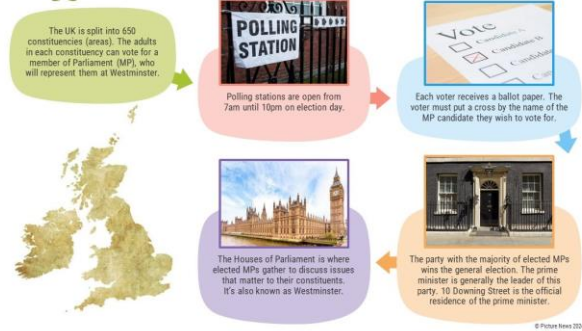 The UK is split into 650
constituencies (areas). The adults
in each constituency can vote for a
member of Parliament (MP), who
will represent them at Westminster.
POLLING
STATION
Polling stations are open from
7am until 10pm on election day.
Vote
Candidate A
Candidate B
Each voter receives a ballot paper. The
voter must put a cross by the name of the
MP candidate they wish to vote for.
The party with the majority of elected MPs
wins the general election. The prime
minister is generally the leader of this
party. 10 Downing Street is the official
residence of the prime minister.
The Houses of Parliament is where
elected MPs gather to discuss issues
that matter to their constituents.
It's also known as Westminster.
© Picture News